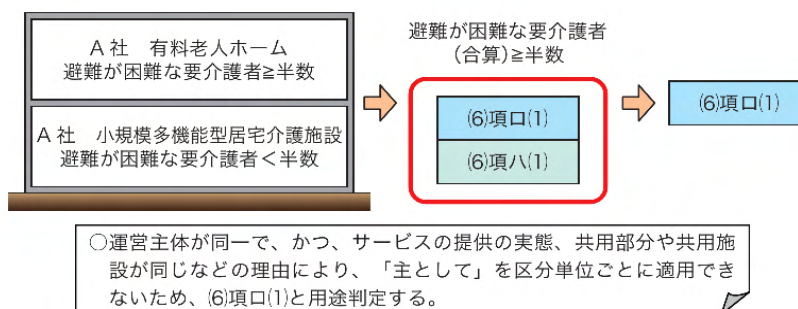 A社　有料老人ホーム
避難が困難な要介護者≧半数
A社　小規模多機能型居宅介護施設
避難が困難な要介護者＜半数
避難が困難な要介護者
（合算）≧半数
⑹項ロ⑴
⑹項ハ⑴
⑹項ロ⑴
○運営主体が同一で、かつ、サービスの提供の実態、共用部分や共用施
設が同じなどの理由により、「主として」を区分単位ごとに適用でき
ないため、⑹項ロ⑴と用途判定する。